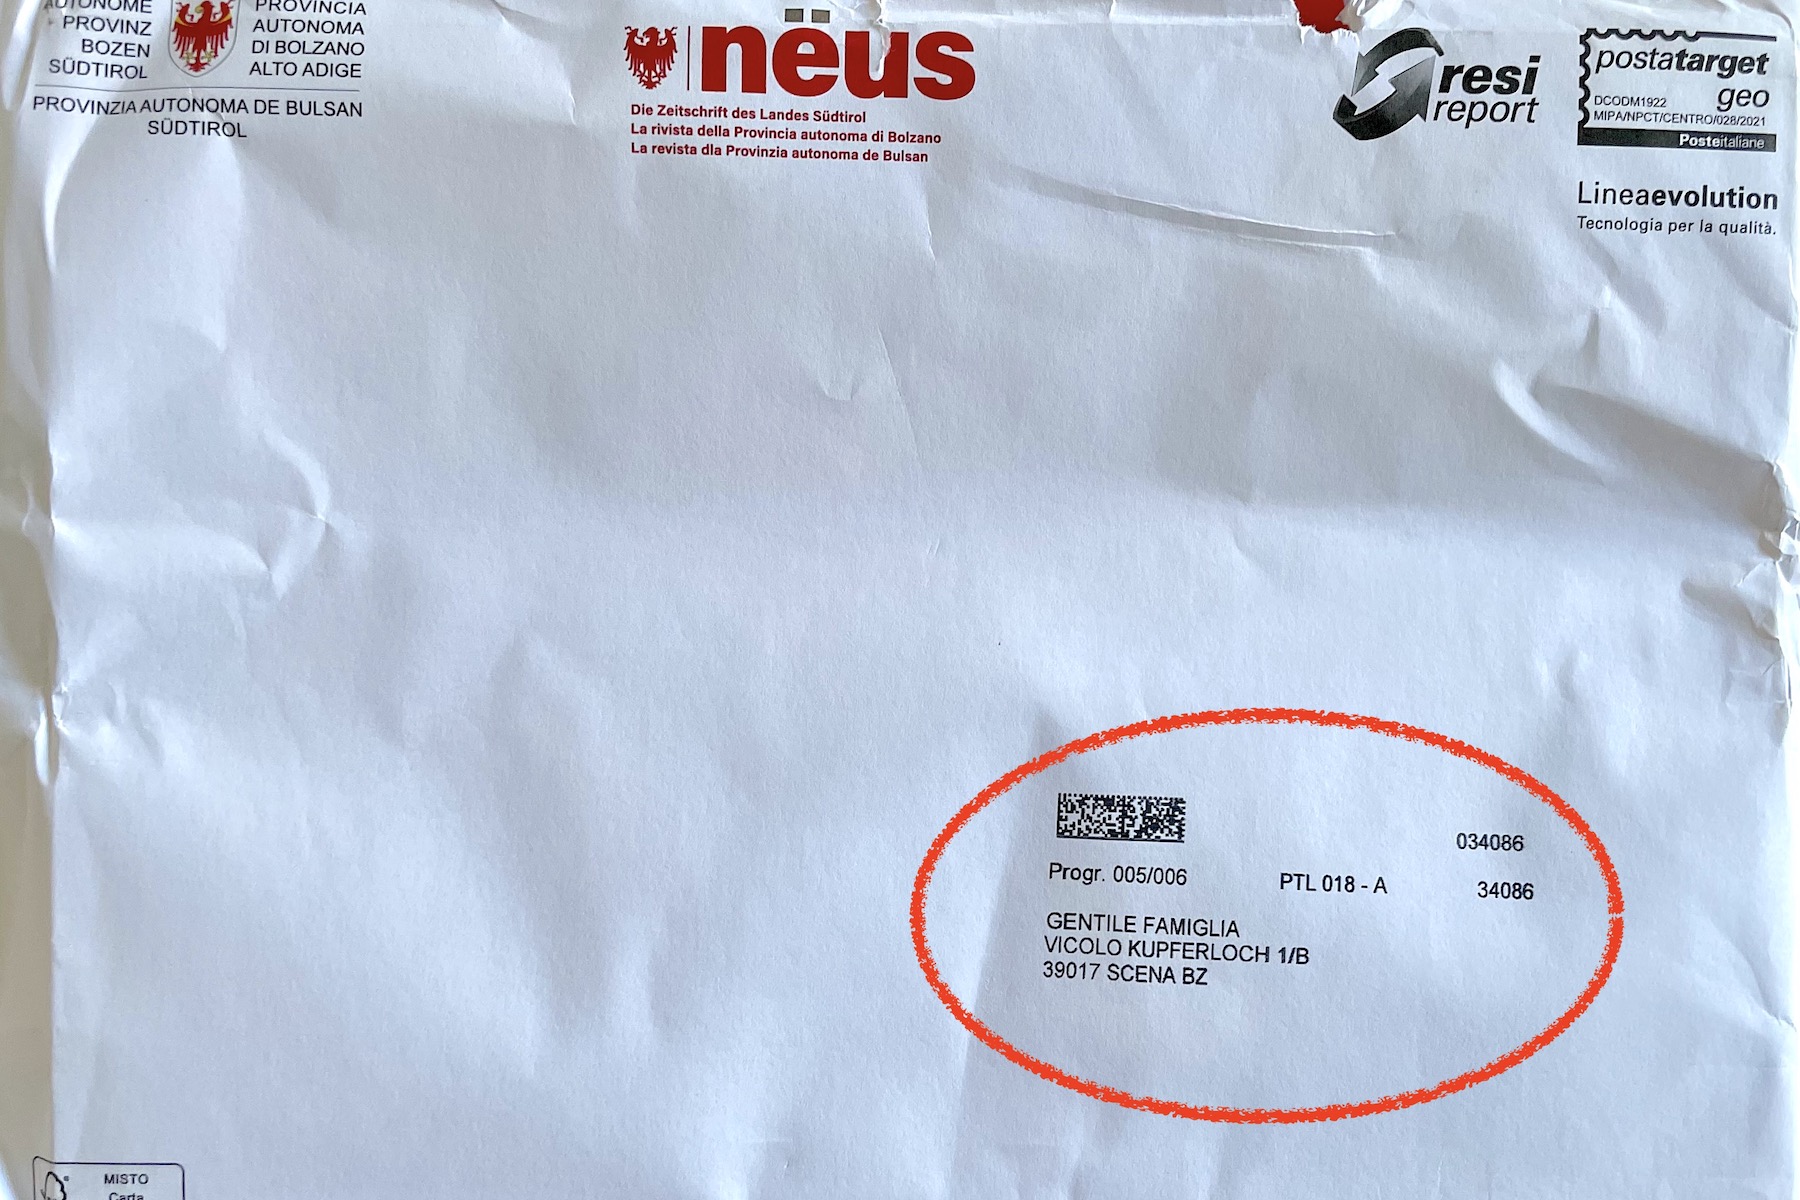 AUTONOME
PROVINZ
BOZEN
SÜDTIROL
PROVINCIA
AUTONOMA
DI BOLZANO
ALTO ADIGE
PROVINZIA AUTONOMA DE BULSAN
SÜDTIROL
nëus
Die Zeitschrift des Landes Südtirol
La rivista della Provincia autonoma di Bolzano
La revista dla Provinzia autonoma de Bulsan
resi
report
postatarget
geo
DCODM1922
MIPA/NPCT/CENTRO/028/2021
Posteitaliane
Lineaevolution
Tecnologia per la qualità.
034086
Progr. 005/006 PTL 018 - A 34086
GENTILE FAMIGLIA
VICOLO KUPFERLOCH 1/B
39017 SCENA BZ
MISTO
Carta